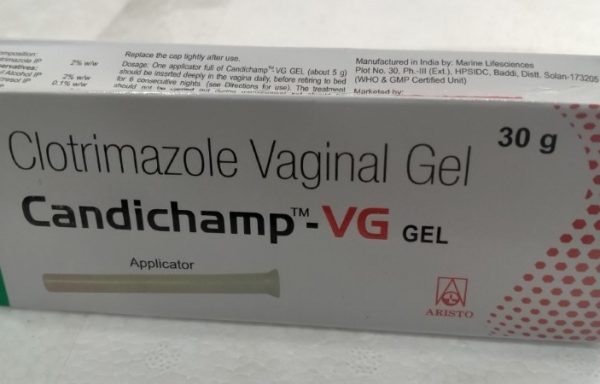 2% w/w
2% w/w
0.1% w/w
Replace the cap tightly after use.
Dosage: One applicator full of Candichamp™ VG GEL (about 5 g)
should be inserted deeply in the vagina daily, before retiring to bed
for 6 consecutive nights (see Directions for use). The treatment
Manufactured in India by: Marine Lifesciences
Plot No. 30, Ph.-III (Ext.), HPSIDC, Baddi, Distt. Solan-173205
(WHO & GMP Certified Unit)
Marketed by:
Clotrimazole Vaginal Gel
30 g
Candichamp™-VG GEL
Applicator
ARISTO